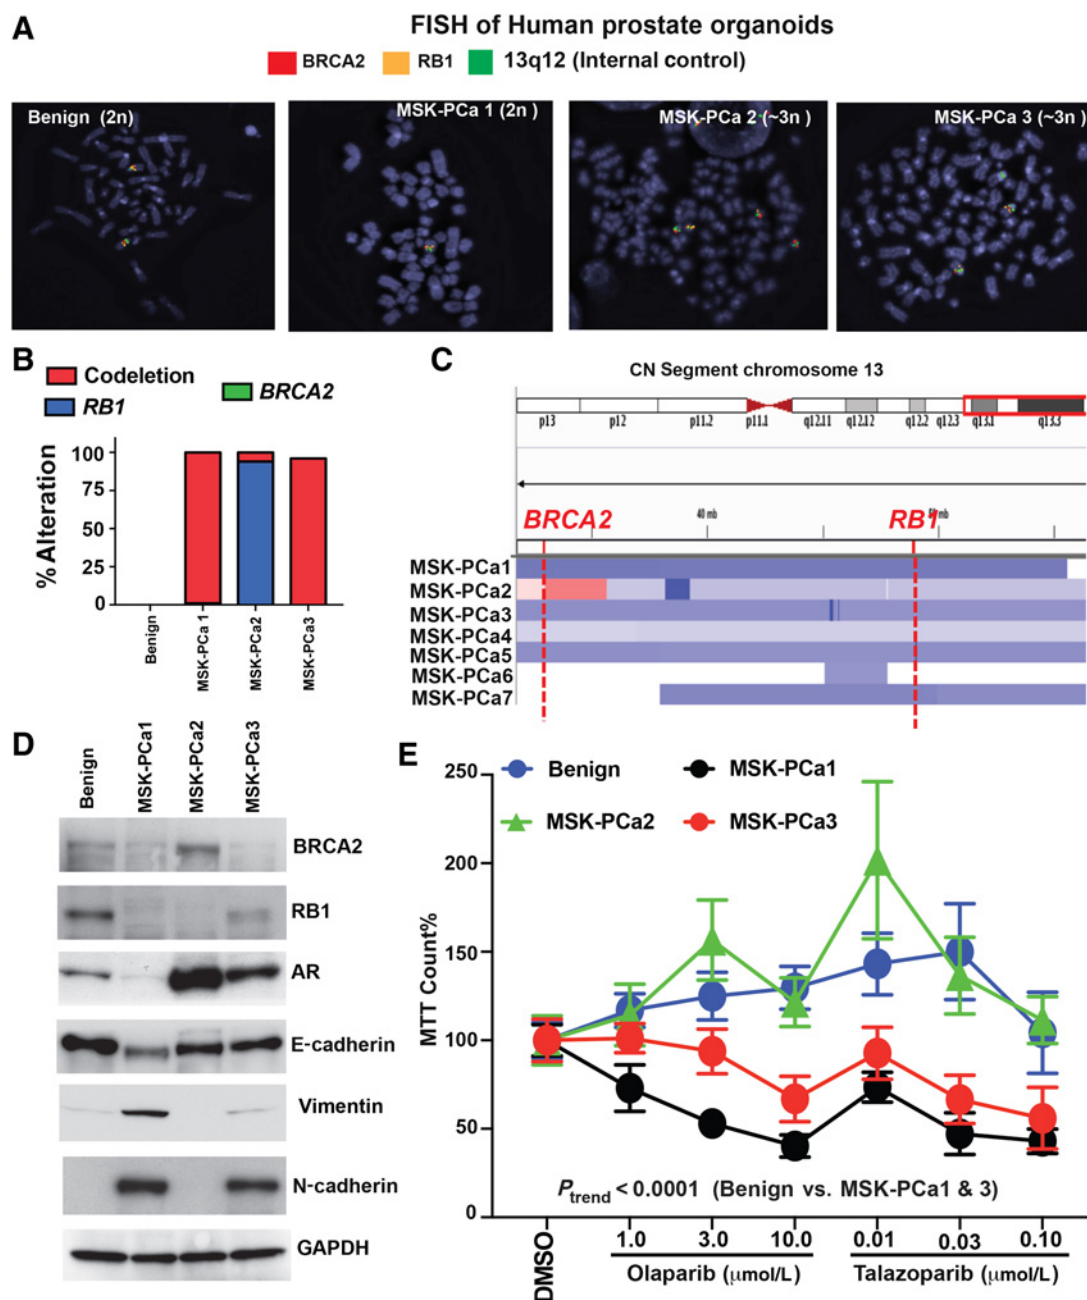 A
FISH of Human prostate organoids
BRCA2 RB1 13q12 (Internal control)
Benign (2n)
MSK-PCa 1 (2n)
MSK-PCa 2 (~3n)
MSK-PCa 3 (~3n)
B
Codeletion
RB1
BRCA2
% Alteration
100
75
50
25
0
Benign
MSK-PCa 1
MSK-PCa2
MSK-PCa3
C
CN Segment chromosome 13
p13 p12 p11.2 p11.1 q12.11 q12.12 q12.2 q12.3 q13.1 q13.3
BRCA2
40 mb
RB1
mb
MSK-PCa1
MSK-PCa2
MSK-PCa3
MSK-PCa4
MSK-PCa5
MSK-PCa6
MSK-PCa7
D
Benign
MSK-PCa1
MSK-PCa2
MSK-PCa3
BRCA2
RB1
AR
E-cadherin
Vimentin
N-cadherin
GAPDH
E
Benign
MSK-PCa1
MSK-PCa2
MSK-PCa3
MTT Count%
250
200
150
100
50
0
Ptrend < 0.0001 (Benign vs. MSK-PCa1 & 3)
DMSO
1.0 3.0 10.0 0.01 0.03 0.10
Olaparib (μmol/L)
Talazoparib (μmol/L)